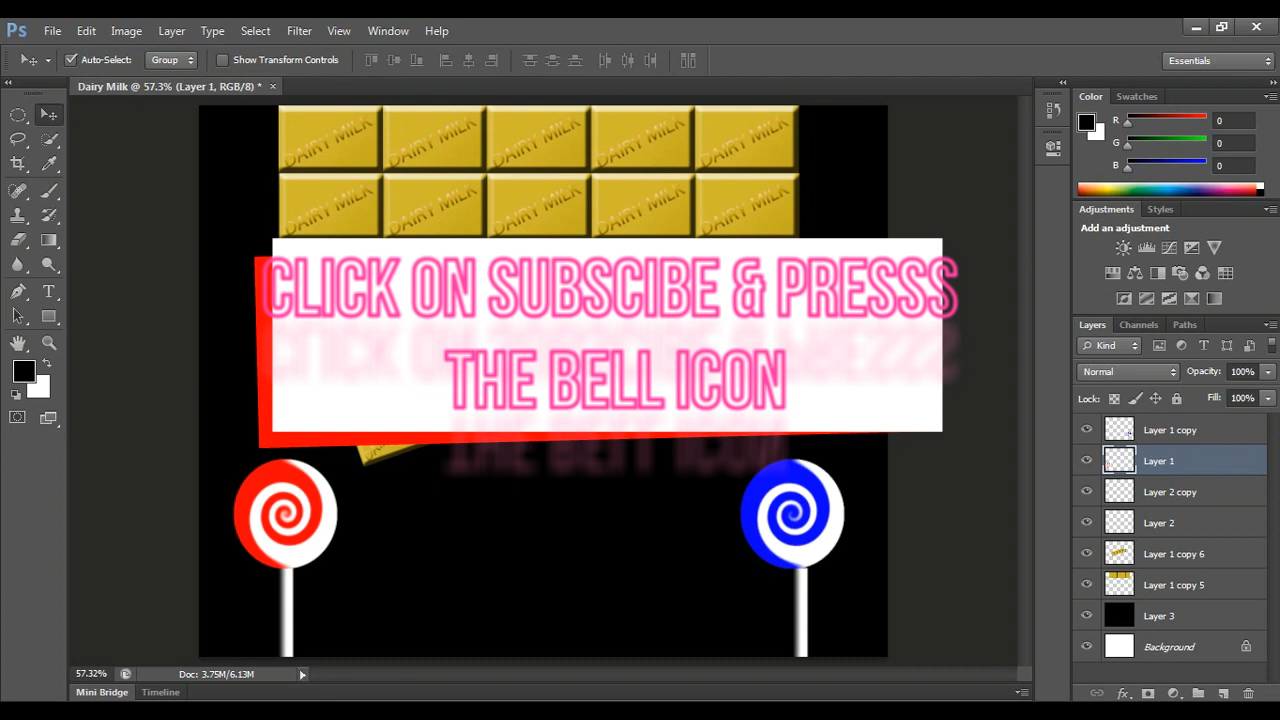 Ps File Edit Image Layer Type Select Filter View Window Help
Auto-Select: Group Show Transform Controls Essentials
Dairy Milk @ 57.3% (Layer 1, RGB/8) * ×
DAIRY MILK DAIRY MILK DAIRY MILK DAIRY MILK DAIRY MILK
DAIRY MILK DAIRY MILK DAIRY MILK DAIRY MILK DAIRY MILK
CLICK ON SUBSCIBE & PRESSS
THE BELL ICON
57.32% Doc: 3.75M/6.13M
Mini Bridge Timeline
Color Swatches
R 0
G 0
B 0
Adjustments Styles
Add an adjustment
Layers Channels Paths
Kind
Normal Opacity: 100%
Lock: Fill: 100%
Layer 1 copy
Layer 1
Layer 2 copy
Layer 2
Layer 1 copy 6
Layer 1 copy 5
Layer 3
Background